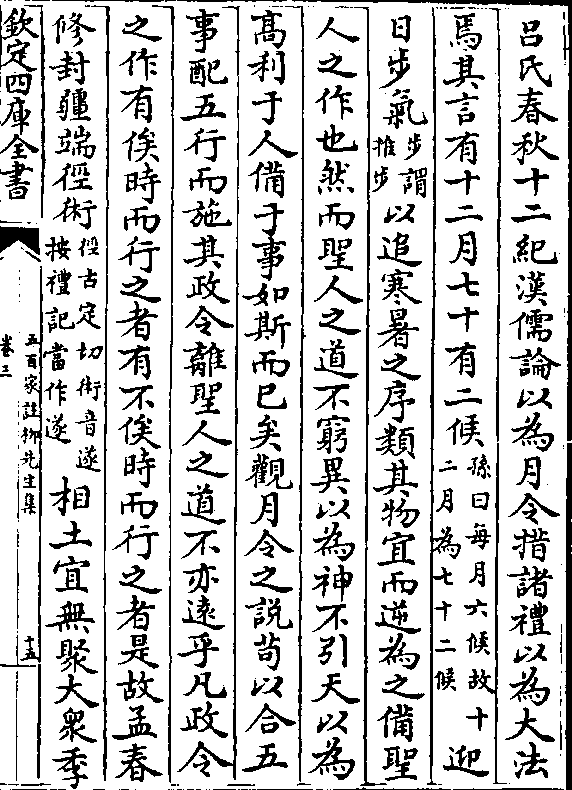 吕氏春秋十二紀漢儒論以為月令措諸禮以為大法
焉其言有十二月七十有二候孫曰每月六候故十二月為七十二候迎
日步氣步謂推步以追寒暑之序類其物宜而逆為之備聖
人之作也然而聖人之道不窮異以為神不引天以為
髙利于人備于事如斯而已矣觀月令之説苟以合五
事配五行而施其政令離聖人之道不亦逺乎凡政令
之作有俟時而行之者有不俟時而行之者是故孟春
修封疆端徑術徑古定切術音遂按禮記當作遂相土宜無聚大衆季
欽定四庫全書
五百家註柳先生集
卷三
十五